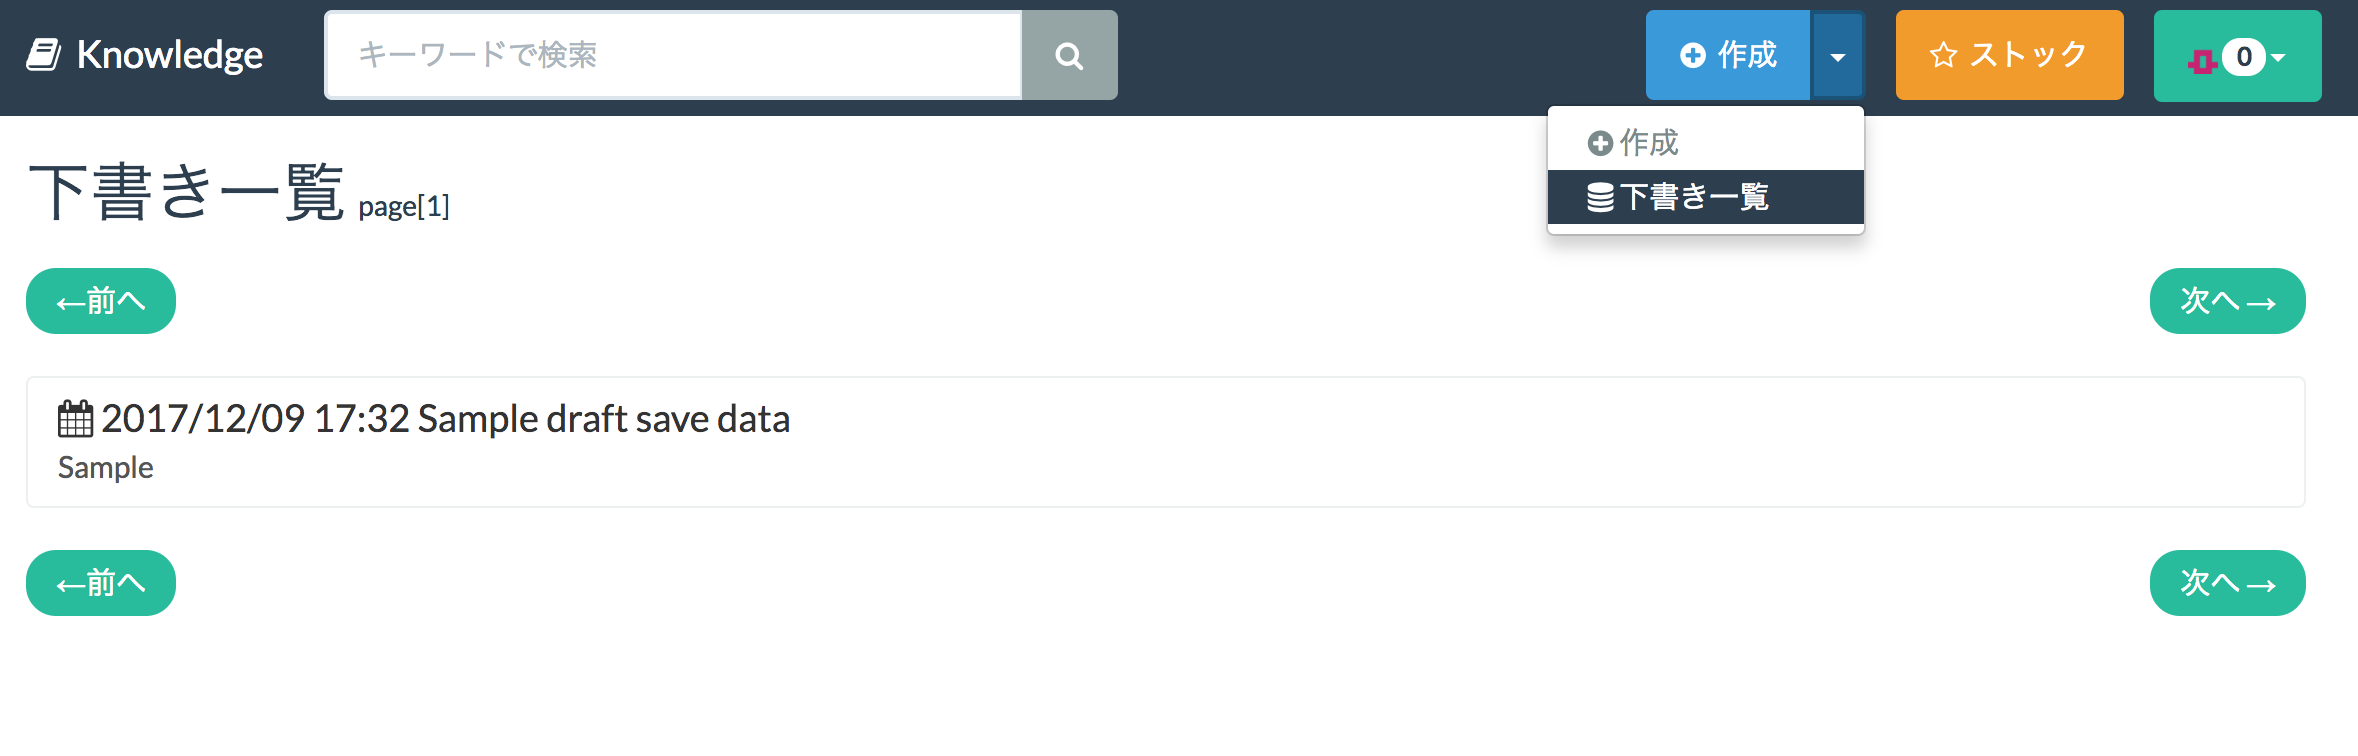 Knowledge
キーワードで検索
作成
ストック
0
作成
下書き一覧
下書き一覧 page[1]
←前へ
次へ→
2017/12/09 17:32 Sample draft save data
Sample
←前へ
次へ→